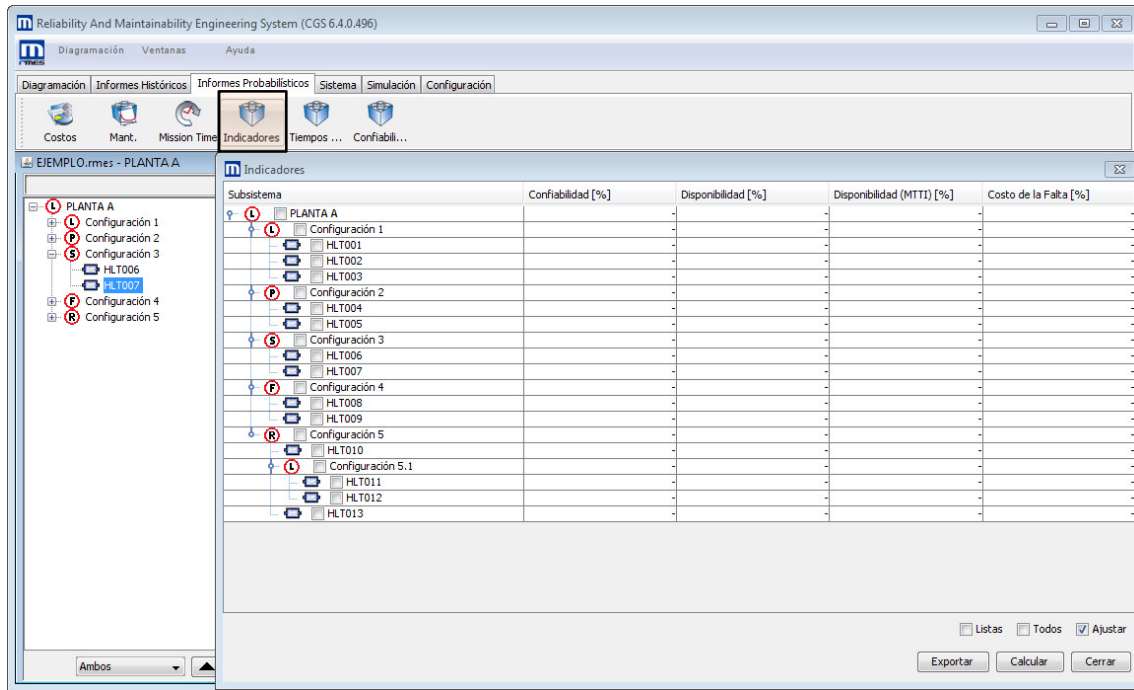 Reliability And Maintainability Engineering System (CGS 6.4.0.496)
rmes Diagramación Ventanas Ayuda
Diagramación Informes Históricos Informes Probabilísticos Sistema Simulación Configuración
Costos Mant. Mission Time Indicadores Tiempos ... Confiabili...
EJEMPLO.rmes - PLANTA A
L PLANTA A
L Configuración 1
P Configuración 2
S Configuración 3
HLT006
HLT007
F Configuración 4
R Configuración 5
Ambos
Indicadores
Subsistema Confiabilidad [%] Disponibilidad [%] Disponibilidad (MTTI) [%] Costo de la Falta [%]
L PLANTA A - - - -
L Configuración 1 - - - -
HLT001 - - - -
HLT002 - - - -
HLT003 - - - -
P Configuración 2 - - - -
HLT004 - - - -
HLT005 - - - -
S Configuración 3 - - - -
HLT006 - - - -
HLT007 - - - -
F Configuración 4 - - - -
HLT008 - - - -
HLT009 - - - -
R Configuración 5 - - - -
HLT010 - - - -
L Configuración 5.1 - - - -
HLT011 - - - -
HLT012 - - - -
HLT013 - - - -
Listas Todos Ajustar
Exportar Calcular Cerrar